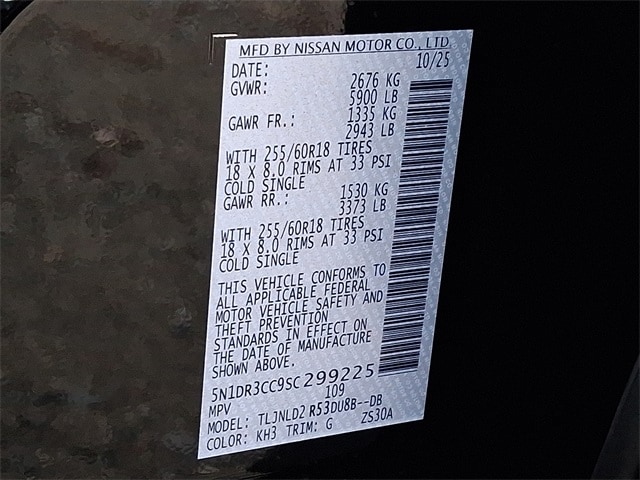 MFD BY NISSAN MOTOR CO., LTD.
DATE: 10/25
GVWR: 2676 KG
5900 LB
GAWR FR.: 1335 KG
2943 LB
WITH 255/60R18 TIRES
18 X 8.0 RIMS AT 33 PSI
COLD SINGLE
GAWR RR.: 1530 KG
3373 LB
WITH 255/60R18 TIRES
18 X 8.0 RIMS AT 33 PSI
COLD SINGLE
THIS VEHICLE CONFORMS TO
ALL APPLICABLE FEDERAL
MOTOR VEHICLE SAFETY AND
THEFT PREVENTION
STANDARDS IN EFFECT ON
THE DATE OF MANUFACTURE
SHOWN ABOVE.
5N1DR3CC9SC299225
MPV 109
MODEL: TLJNLD2 R53DU8B--DB
COLOR: KH3 TRIM: G ZS30A